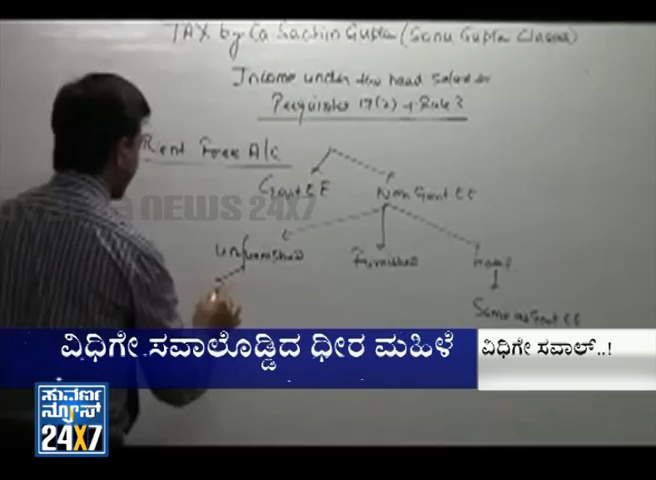 TAX by Ca Sachin Gupta (Sonu Gupta Classes)
Income under the head
Perquisites 17(2) + Rule 3
Rent Free A/C
Govt EE
Non Govt EE
NEWS 24X7
Unfurnished
Furnished
Hotel
Same as Govt EE
ವಿಧಿಗೇ ಸವಾಲೊಡ್ಡಿದ ಧೀರ ಮಹಿಳೆ
ವಿಧಿಗೇ ಸವಾಲ್..!
ಸುವರ್ಣ
ನ್ಯೂಸ್
24X7